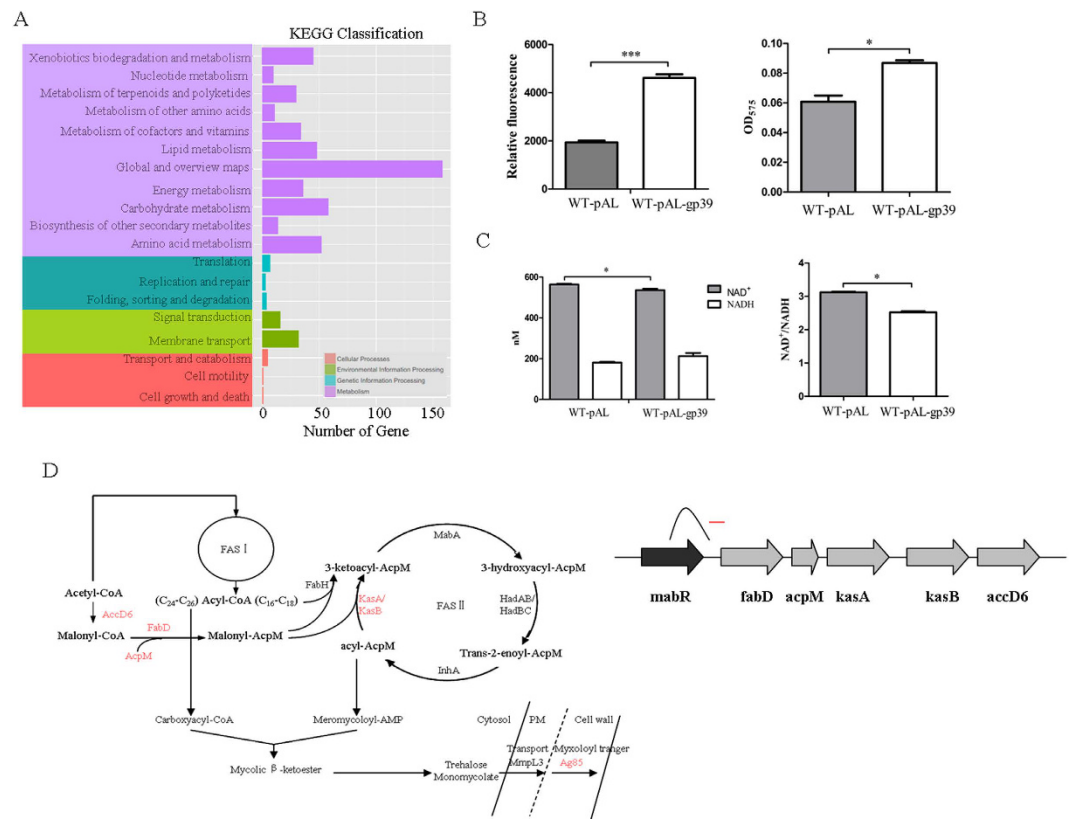 A
KEGG Classification
Xenobiotics biodegradation and metabolism
Nucleotide metabolism
Metabolism of terpenoids and polyketides
Metabolism of other amino acids
Metabolism of cofactors and vitamins
Lipid metabolism
Global and overview maps
Energy metabolism
Carbohydrate metabolism
Biosynthesis of other secondary metabolites
Amino acid metabolism
Translation
Replication and repair
Folding, sorting and degradation
Signal transduction
Membrane transport
Transport and catabolism
Cell motility
Cell growth and death
Cellular Processes
Environmental Information Processing
Genetic Information Processing
Metabolism
0 50 100 150
Number of Gene
B
Relative fluorescence
6000
4000
2000
0
***
WT-pAL WT-pAL-gp39
OD575
0.10
0.08
0.06
0.04
0.02
0.00
*
WT-pAL WT-pAL-gp39
C
nM
600
400
200
0
*
NAD+
NADH
WT-pAL WT-pAL-gp39
NAD+/NADH
4
3
2
1
0
*
WT-pAL WT-pAL-gp39
D
FAS I
Acetyl-CoA
AccD6
Malonyl-CoA
FabD
AcpM
(C24-C26) Acyl-CoA (C16-C18)
Malonyl-AcpM
FabH
3-ketoacyl-AcpM
KasA/
KasB
acyl-AcpM
MabA
FAS II
3-hydroxyacyl-AcpM
HadAB/
HadBC
Trans-2-enoyl-AcpM
InhA
Carboxyacyl-CoA
Meromycoloyl-AMP
Mycolic β-ketoester
Trehalose
Monomycolate
Cytosol
PM
Cell wall
Transport
MmpL3
Myxoloyl tranger
Ag85
mabR fabD acpM kasA kasB accD6